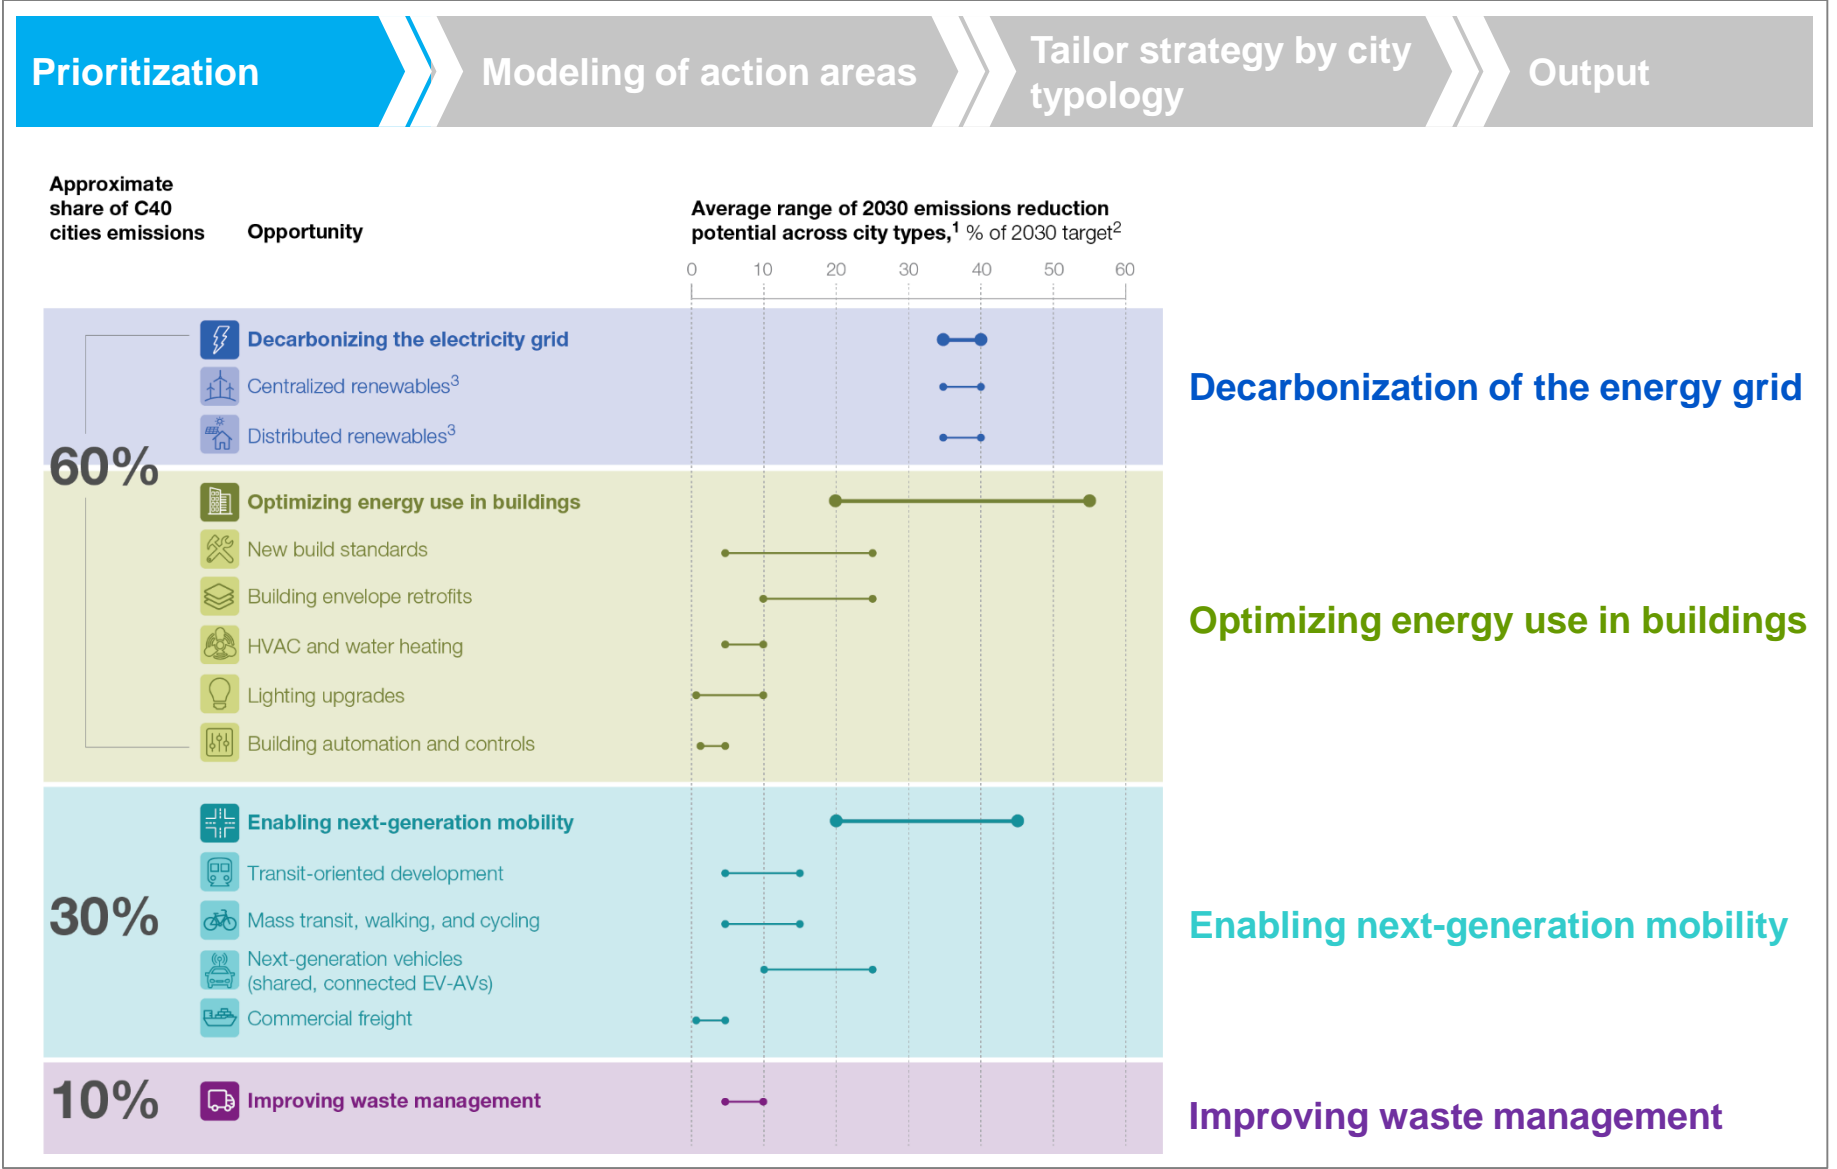 Prioritization
Modeling of action areas
Tailor strategy by city
typology
Output
Approximate
share of C40
cities emissions
Opportunity
Average range of 2030 emissions reduction
potential across city types,¹ % of 2030 target²
0 10 20 30 40 50 60
60%
Decarbonizing the electricity grid
Centralized renewables³
Distributed renewables³
Decarbonization of the energy grid
Optimizing energy use in buildings
New build standards
Building envelope retrofits
HVAC and water heating
Lighting upgrades
Building automation and controls
Optimizing energy use in buildings
30%
Enabling next-generation mobility
Transit-oriented development
Mass transit, walking, and cycling
Next-generation vehicles
(shared, connected EV-AVs)
Commercial freight
Enabling next-generation mobility
10%
Improving waste management
Improving waste management